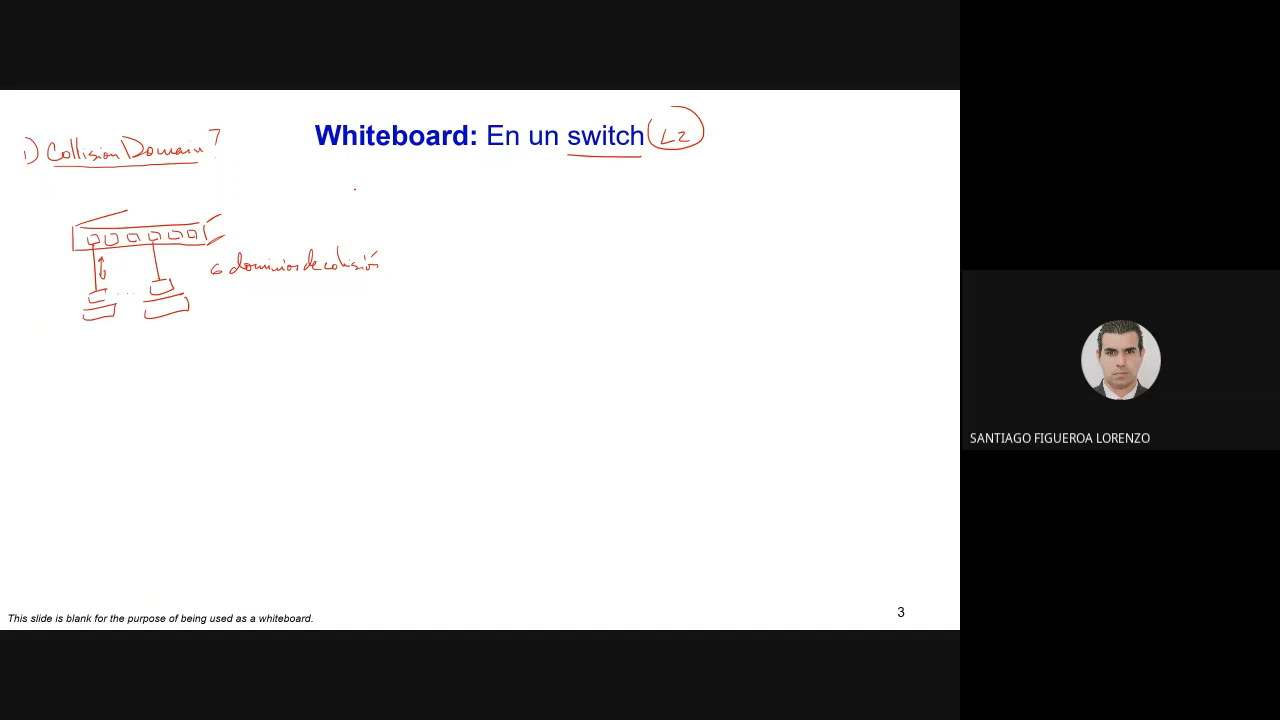 Whiteboard: En un switch (L2)
1) Collision Domain?
6 dominios de colisión
SANTIAGO FIGUEROA LORENZO
This slide is blank for the purpose of being used as a whiteboard.
3